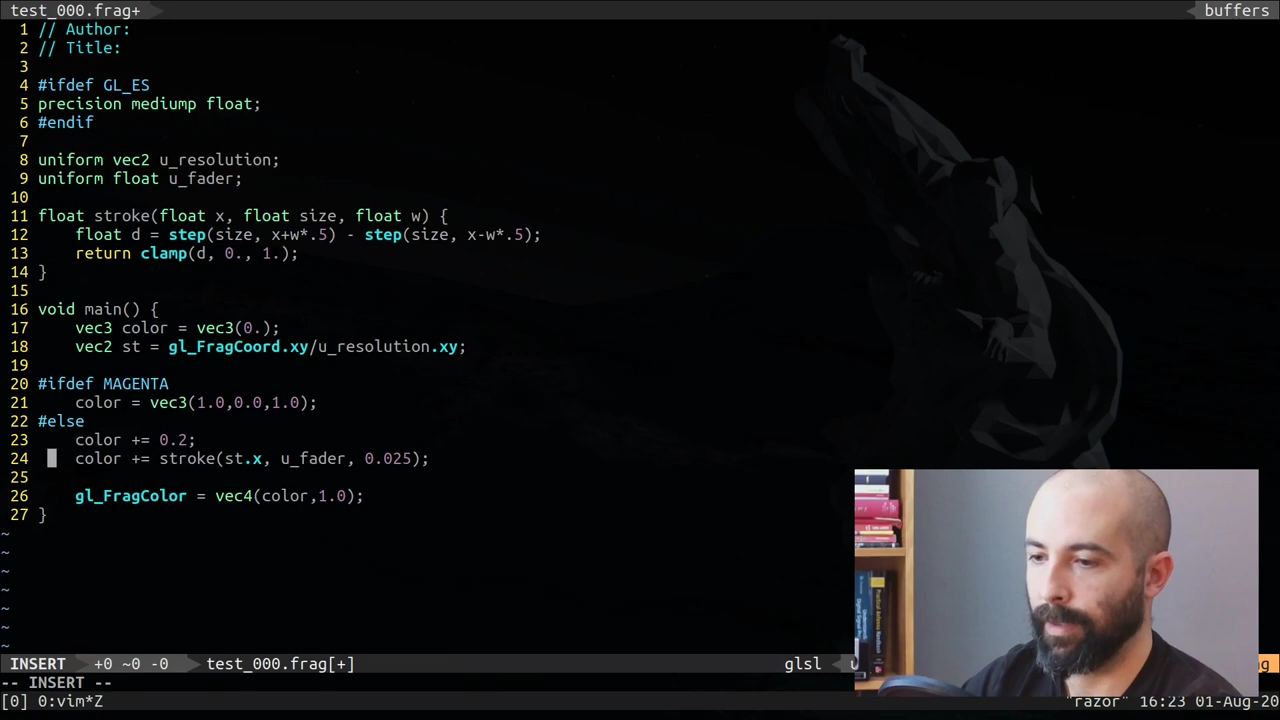 test_000.frag+ buffers
1 // Author:
2 // Title:
3
4 #ifdef GL_ES
5 precision mediump float;
6 #endif
7
8 uniform vec2 u_resolution;
9 uniform float u_fader;
10
11 float stroke(float x, float size, float w) {
12 float d = step(size, x+w*.5) - step(size, x-w*.5);
13 return clamp(d, 0., 1.);
14 }
15
16 void main() {
17 vec3 color = vec3(0.);
18 vec2 st = gl_FragCoord.xy/u_resolution.xy;
19
20 #ifdef MAGENTA
21 color = vec3(1.0,0.0,1.0);
22 #else
23 color += 0.2;
24 color += stroke(st.x, u_fader, 0.025);
25
26 gl_FragColor = vec4(color,1.0);
27 }
~
~
~
~
~
~
~
INSERT +0 ~0 -0 test_000.frag[+] glsl
-- INSERT --
[0] 0:vim*Z "razor" 16:23 01-Aug-20